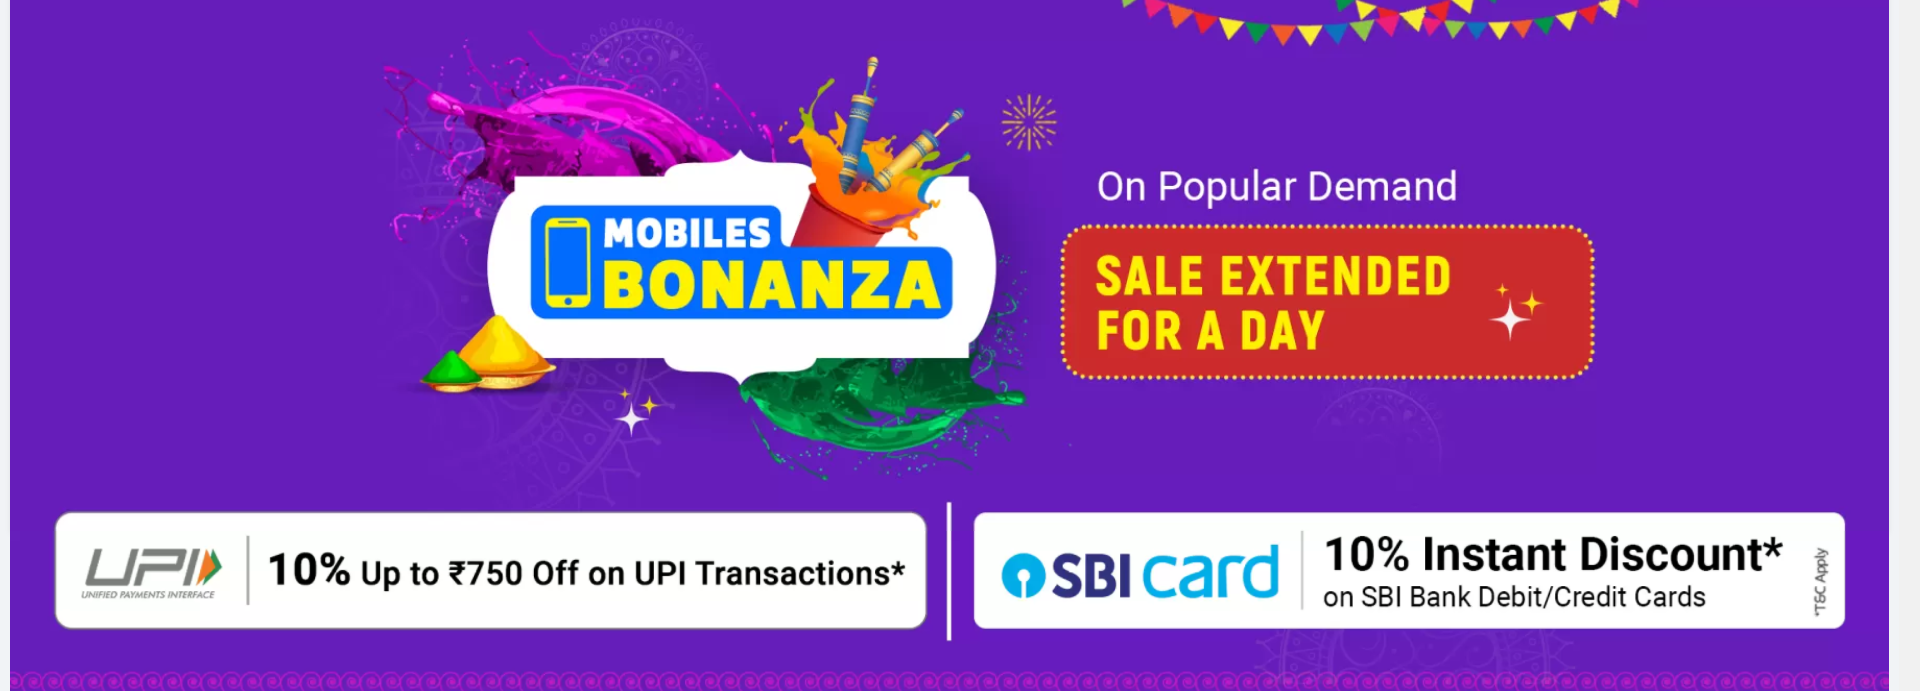 MOBILES
BONANZA
On Popular Demand
SALE EXTENDED
FOR A DAY
UPI
UNIFIED PAYMENTS INTERFACE
10% Up to ₹750 Off on UPI Transactions*
SBI card
10% Instant Discount*
on SBI Bank Debit/Credit Cards
*T&C Apply